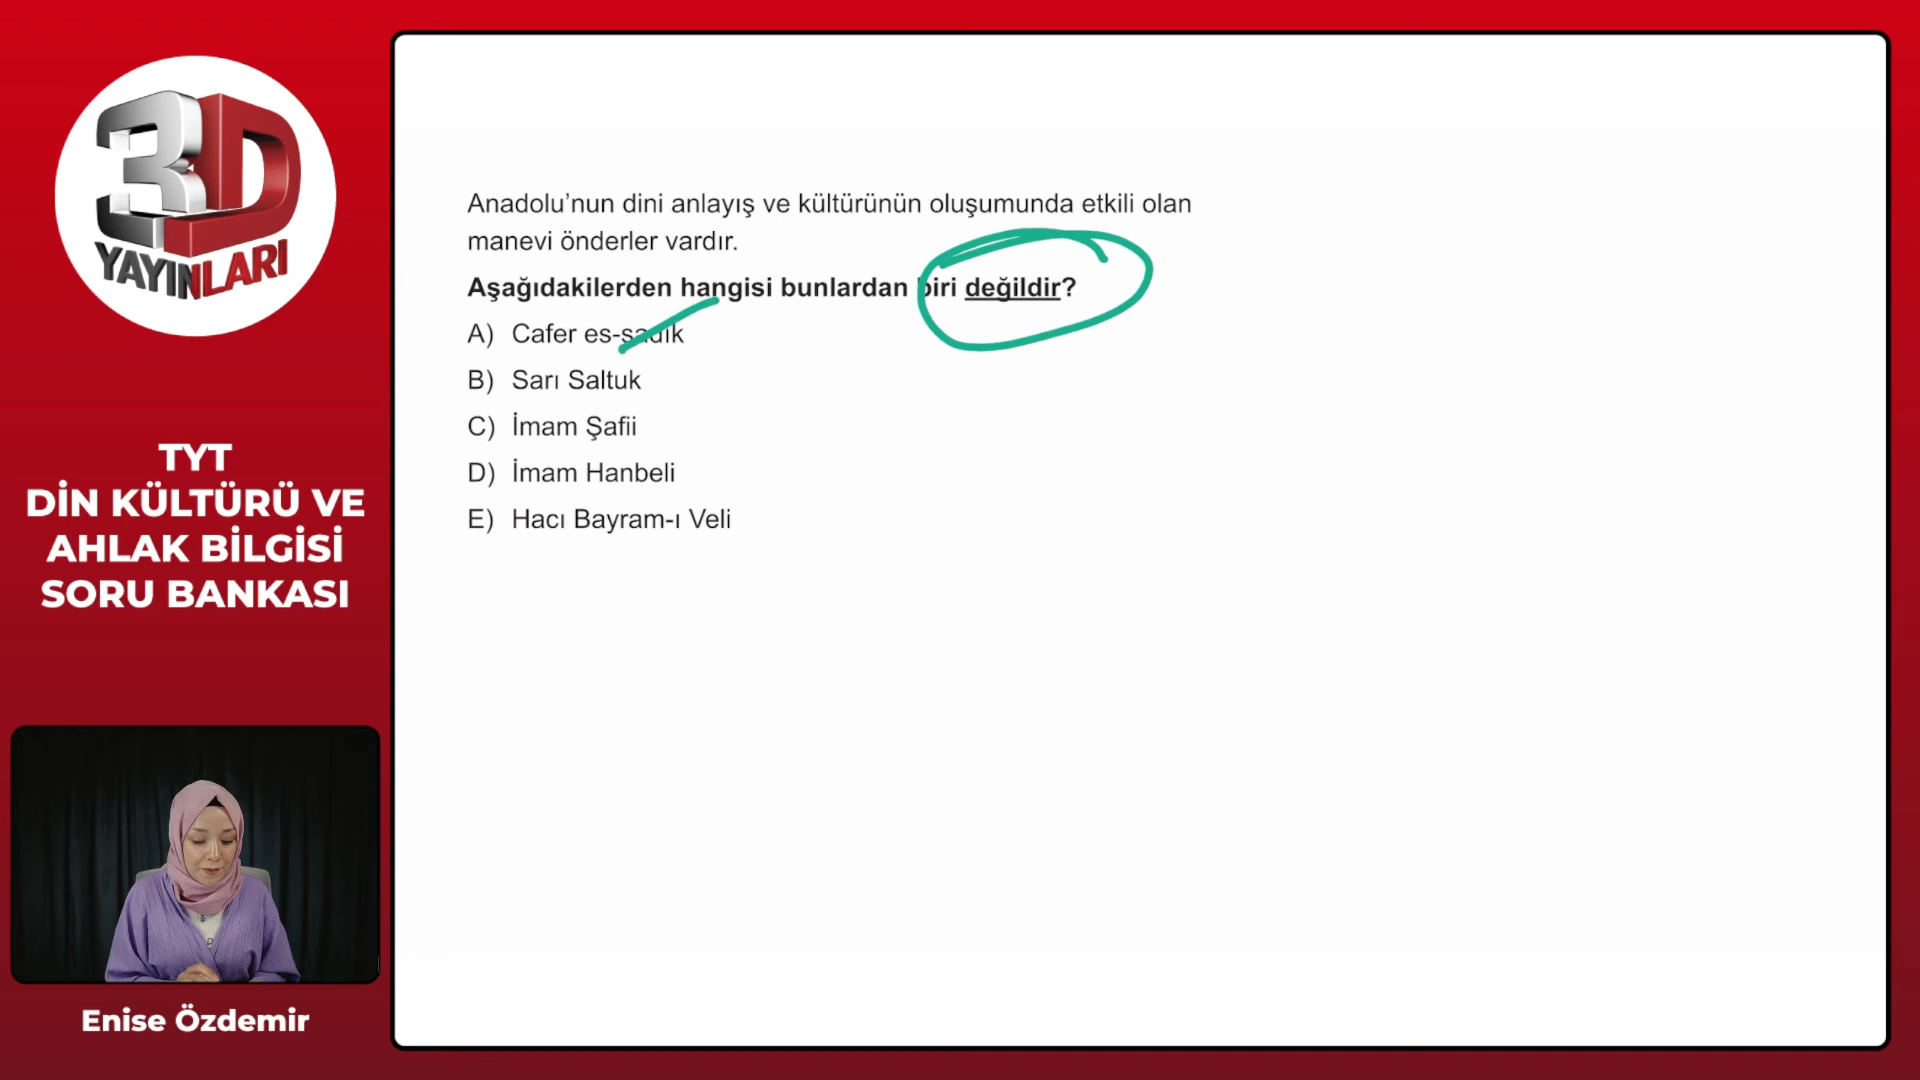 3D
YAYINLARI
TYT
DİN KÜLTÜRÜ VE
AHLAK BİLGİSİ
SORU BANKASI
Enise Özdemir
Anadolu’nun dini anlayış ve kültürünün oluşumunda etkili olan
manevi önderler vardır.
Aşağıdakilerden hangisi bunlardan biri değildir?
A) Cafer es-sadık
B) Sarı Saltuk
C) İmam Şafii
D) İmam Hanbeli
E) Hacı Bayram-ı Veli